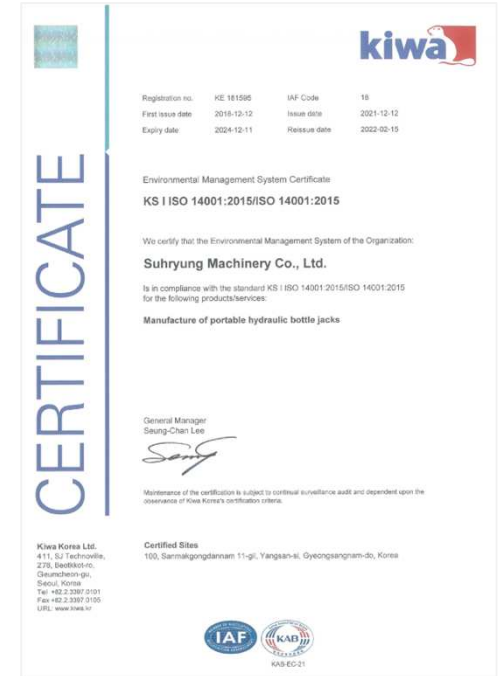 kiwa
Registration no. KE 181595 IAF Code 18
First issue date 2018-12-12 Issue date 2021-12-12
Expiry date 2024-12-11 Reissue date 2022-02-15
CERTIFICATE
Environmental Management System Certificate
KS I ISO 14001:2015/ISO 14001:2015
We certify that the Environmental Management System of the Organization:
Suhryung Machinery Co., Ltd.
Is in compliance with the standard KS I ISO 14001:2015/ISO 14001:2015
for the following products/services:
Manufacture of portable hydraulic bottle jacks
General Manager
Seung-Chan Lee
Maintenance of the certification is subject to continual surveillance audit and dependent upon the
observance of Kiwa Korea's certification criteria.
Kiwa Korea Ltd.
411, SJ Technoville,
278, Beotkkot-ro,
Geumcheon-gu,
Seoul, Korea
Tel +82.2.3397.0101
Fax +82.2.3397.0105
URL: www.kiwa.kr
Certified Sites
100, Sanmakgongdannam 11-gil, Yangsan-si, Gyeongsangnam-do, Korea
IAF
KAB
KAB-EC-21